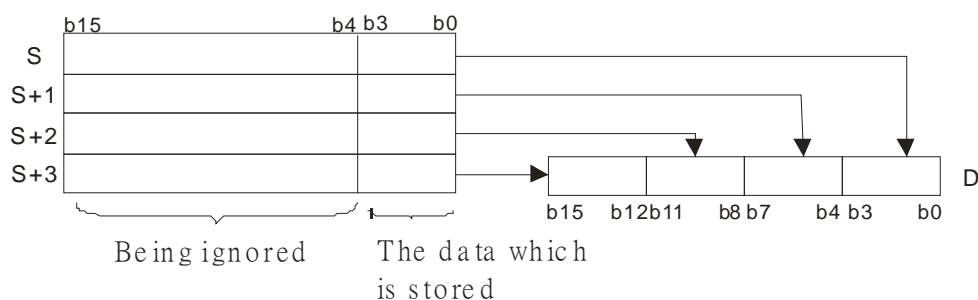 b15 b4 b3 b0
S
S+1
S+2
S+3 D
b15 b12 b11 b8 b7 b4 b3 b0
Being ignored The data which
is stored